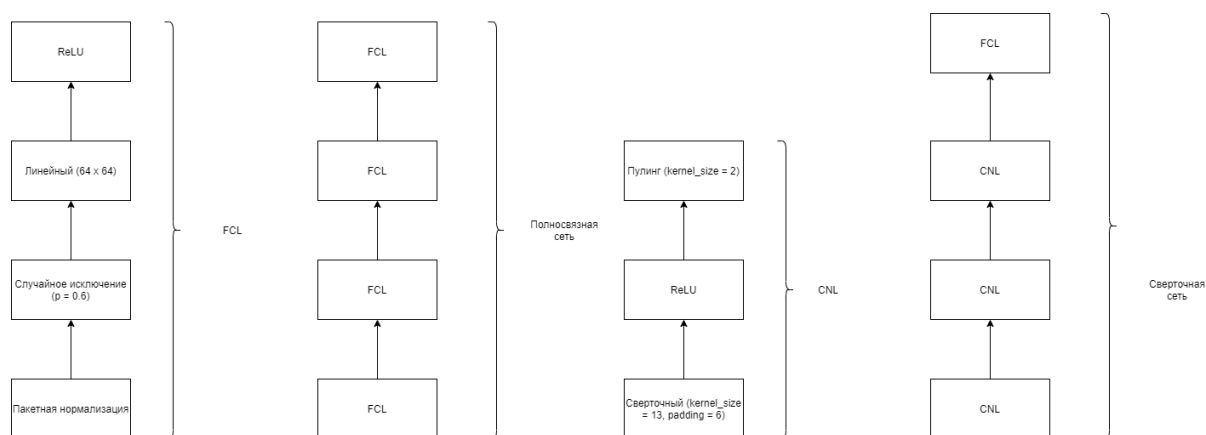 ReLU
Линейный (64 x 64)
Случайное исключение
(p = 0.6)
Пакетная нормализация
FCL
FCL
FCL
FCL
FCL
Полносвязная
сеть
Пулинг (kernel_size = 2)
ReLU
Сверточный (kernel_size
= 13, padding = 6)
CNL
FCL
CNL
CNL
CNL
Сверточная
сеть